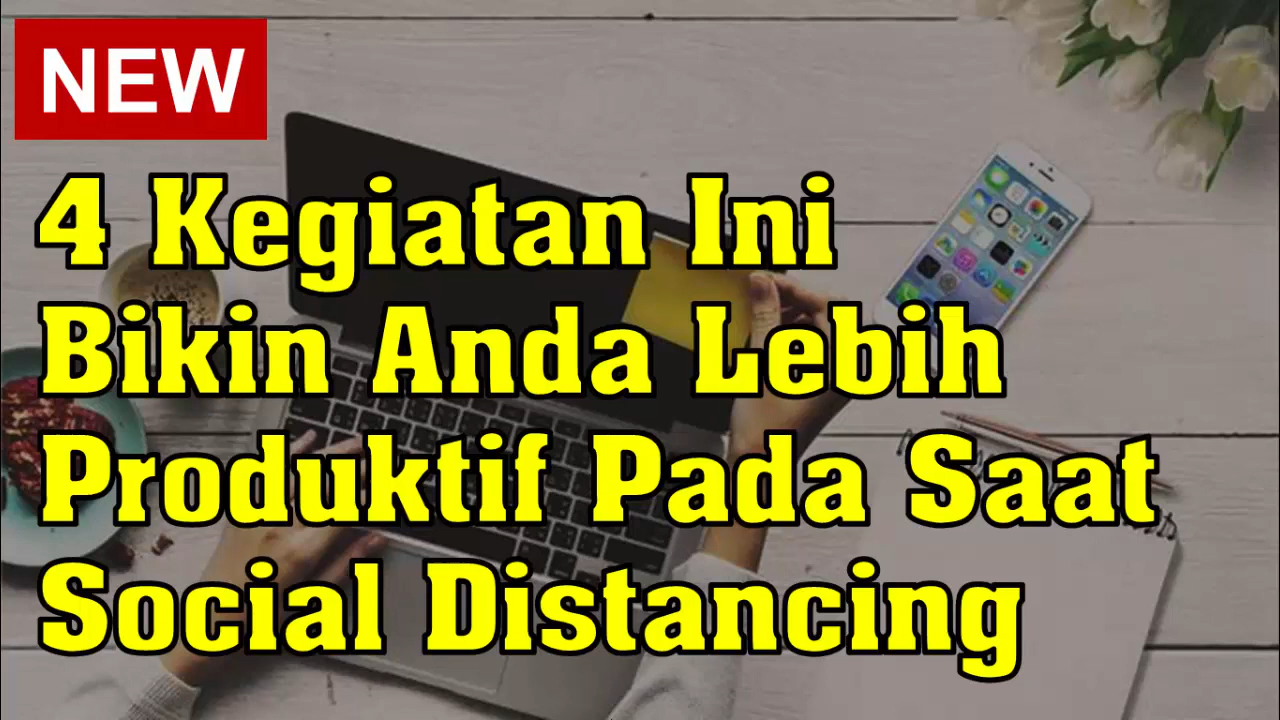 NEW
4 Kegiatan Ini
Bikin Anda Lebih
Produktif Pada Saat
Social Distancing